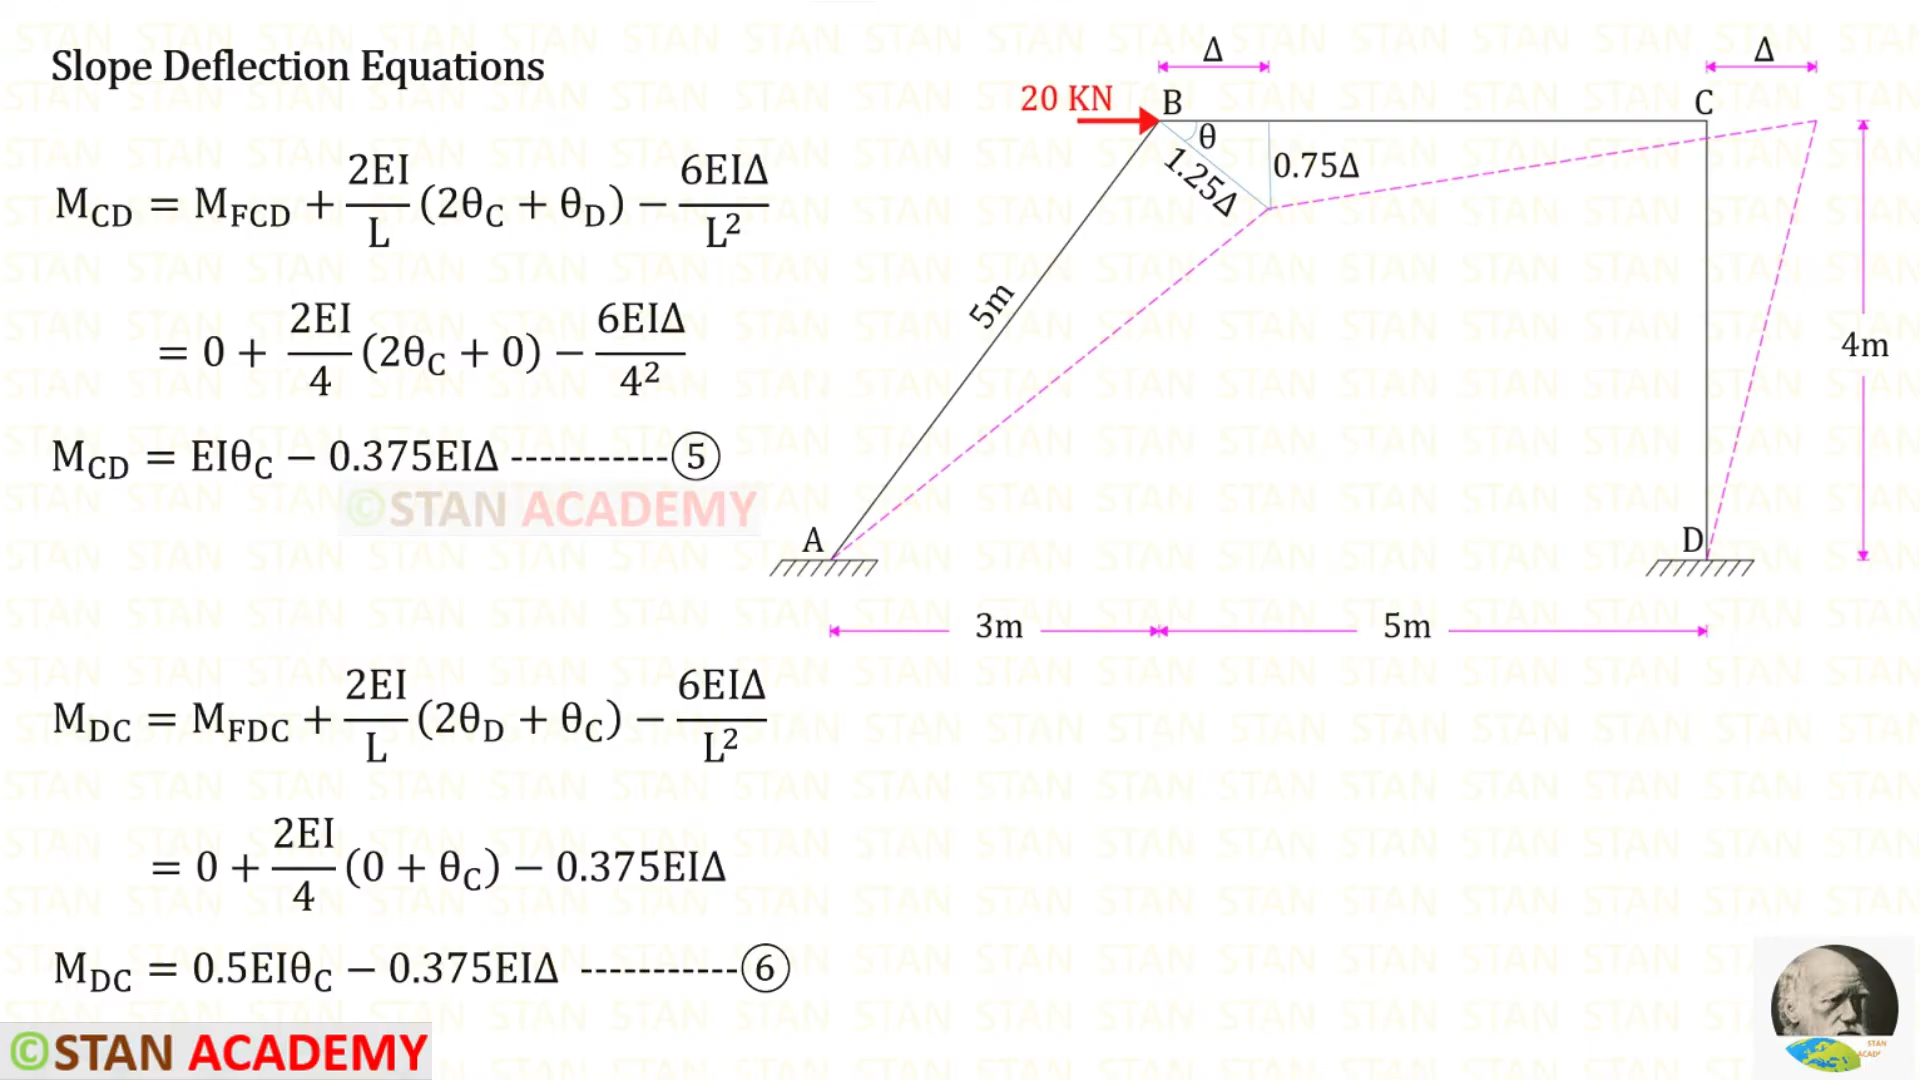 Slope Deflection Equations
M_CD = M_FCD + 2EI/L (2θ_C + θ_D) − 6EIΔ/L²
= 0 + 2EI/4 (2θ_C + 0) − 6EIΔ/4²
M_CD = EIθ_C − 0.375EIΔ -----------⑤
©STAN ACADEMY
M_DC = M_FDC + 2EI/L (2θ_D + θ_C) − 6EIΔ/L²
= 0 + 2EI/4 (0 + θ_C) − 0.375EIΔ
M_DC = 0.5EIθ_C − 0.375EIΔ -----------⑥
©STAN ACADEMY
Δ
Δ
20 KN
B
C
θ
1.25Δ
0.75Δ
5m
4m
A
D
3m
5m
STAN